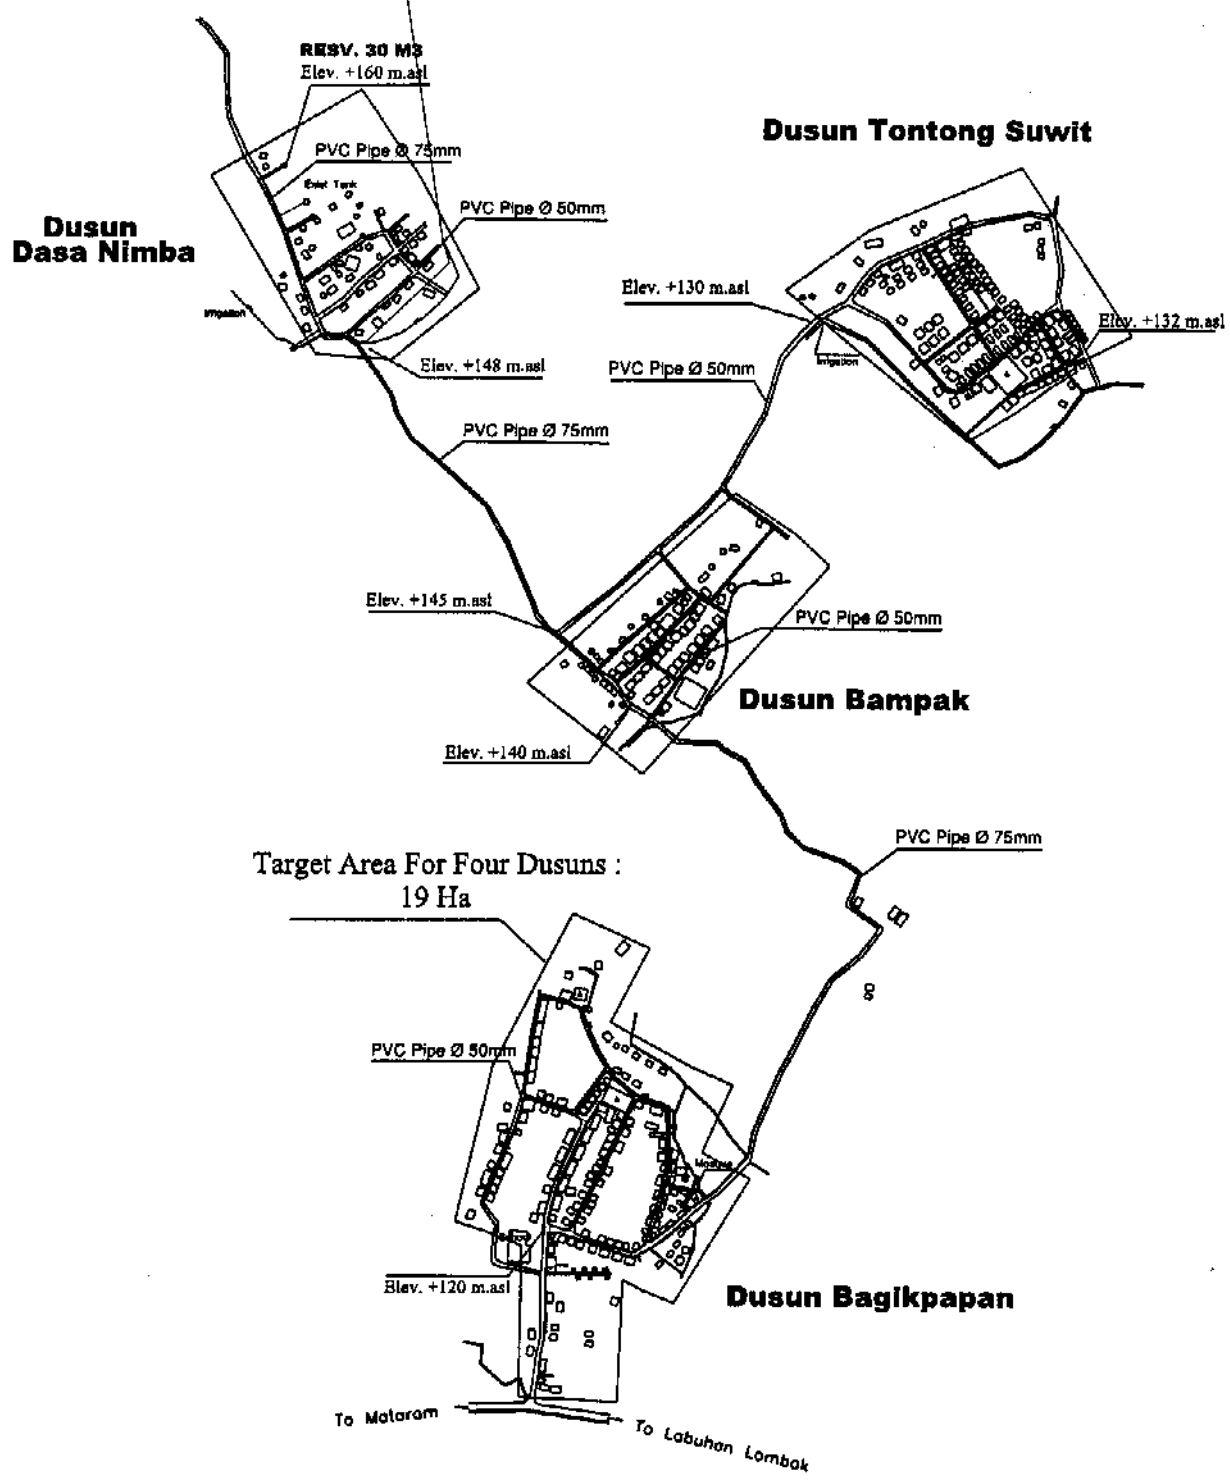 RESV. 30 M3
Elev. +160 m.asl
PVC Pipe Ø 75mm
Dusun Tontong Suwit
PVC Pipe Ø 50mm
Dusun
Dasa Nimba
Elev. +130 m.asl
Irrigation
Elev. +132 m.asl
Irrigation
Elev. +148 m.asl
PVC Pipe Ø 50mm
PVC Pipe Ø 75mm
Elev. +145 m.asl
PVC Pipe Ø 50mm
Dusun Bampak
Elev. +140 m.asl
PVC Pipe Ø 75mm
Target Area For Four Dusuns :
19 Ha
PVC Pipe Ø 50mm
Elev. +120 m.asl
Dusun Bagikpapan
To Mataram
To Labuhan Lombok